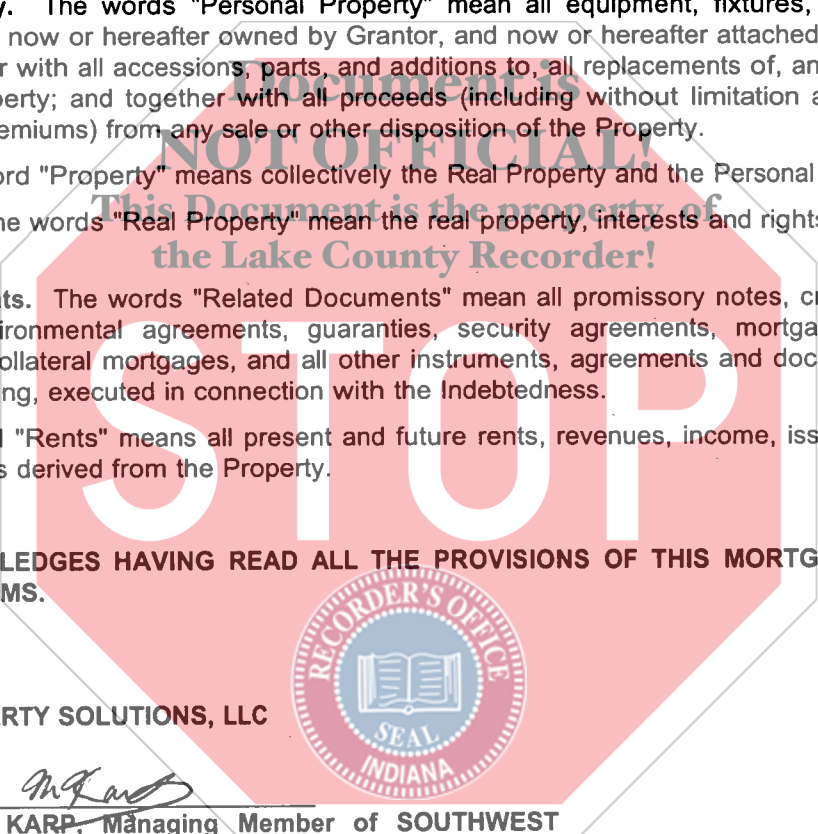 y. The words "Personal Property" mean all equipment, fixtures,
now or hereafter owned by Grantor, and now or hereafter attached
r with all accessions, parts, and additions to, all replacements of, an
perty; and together with all proceeds (including without limitation a
emiums) from any sale or other disposition of the Property.
ord "Property" means collectively the Real Property and the Personal
he words "Real Property" mean the real property, interests and rights
nts. The words "Related Documents" mean all promissory notes, cr
ironmental agreements, guaranties, security agreements, mortga
ollateral mortgages, and all other instruments, agreements and doc
ng, executed in connection with the Indebtedness.
d "Rents" means all present and future rents, revenues, income, iss
s derived from the Property.
LEDGES HAVING READ ALL THE PROVISIONS OF THIS MORTG
MS.
RTY SOLUTIONS, LLC
KARP, Managing Member of SOUTHWEST
Document is
NOT OFFICIAL!
This Document is the property of
the Lake County Recorder!
STOP
RECORDER'S OFFICE
SEAL
INDIANA